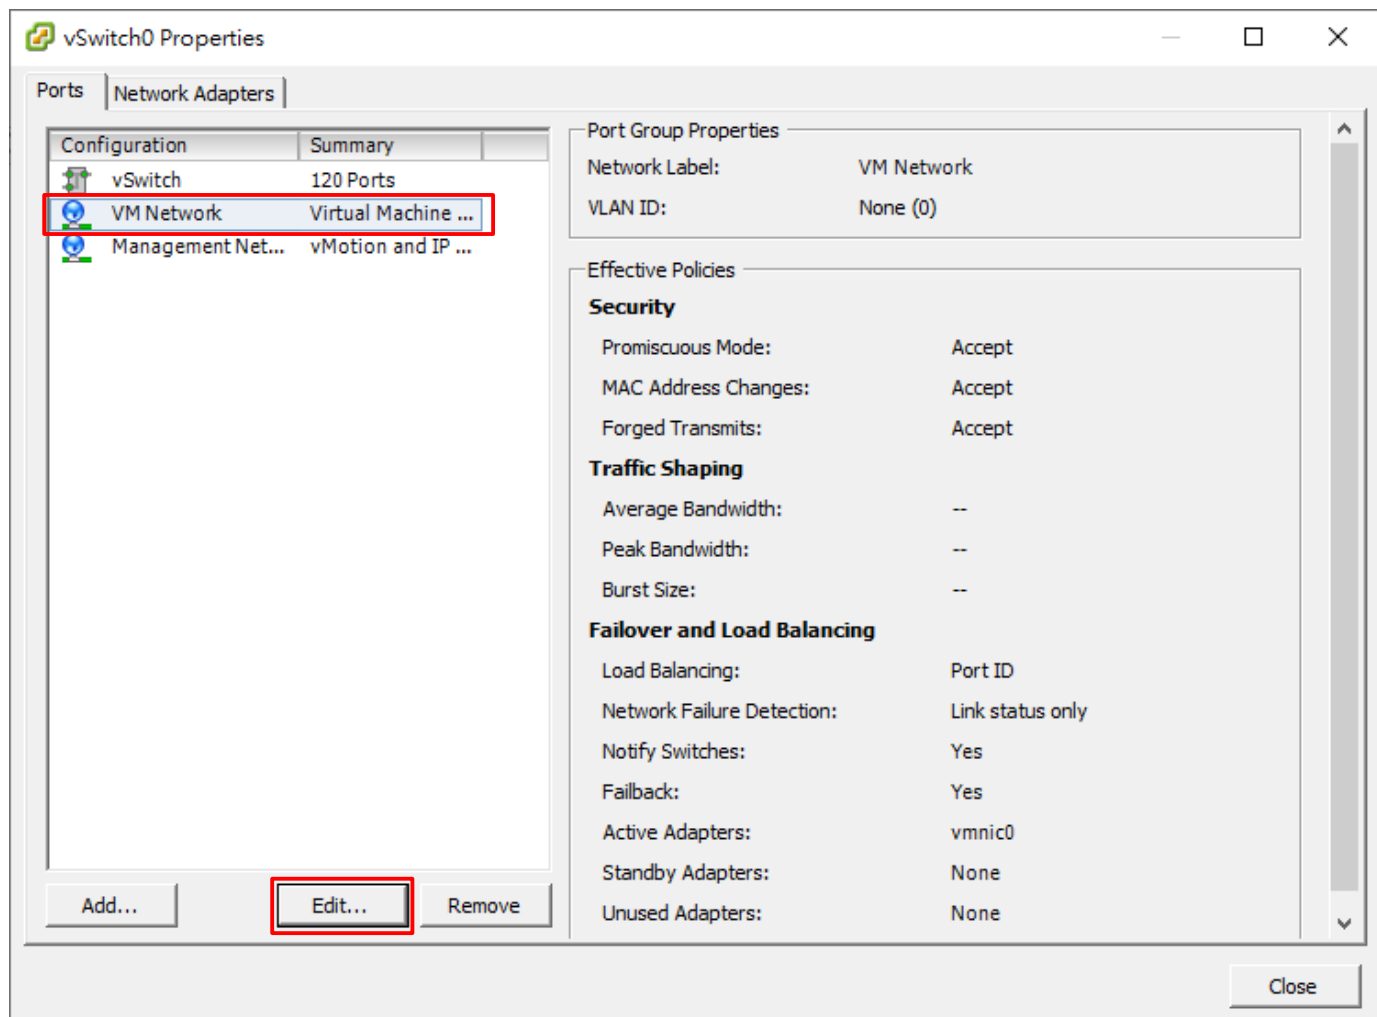 vSwitch0 Properties
Ports
Network Adapters
Configuration Summary
vSwitch 120 Ports
VM Network Virtual Machine ...
Management Net... vMotion and IP ...
Add...
Edit...
Remove
Port Group Properties
Network Label: VM Network
VLAN ID: None (0)
Effective Policies
Security
Promiscuous Mode: Accept
MAC Address Changes: Accept
Forged Transmits: Accept
Traffic Shaping
Average Bandwidth: --
Peak Bandwidth: --
Burst Size: --
Failover and Load Balancing
Load Balancing: Port ID
Network Failure Detection: Link status only
Notify Switches: Yes
Failback: Yes
Active Adapters: vmnic0
Standby Adapters: None
Unused Adapters: None
Close